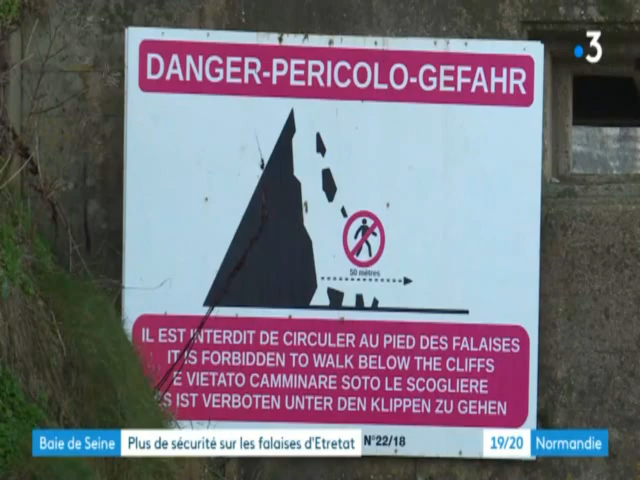 3
DANGER-PERICOLO-GEFAHR
50 mètres
IL EST INTERDIT DE CIRCULER AU PIED DES FALAISES
IT IS FORBIDDEN TO WALK BELOW THE CLIFFS
E VIETATO CAMMINARE SOTO LE SCOGLIERE
ES IST VERBOTEN UNTER DEN KLIPPEN ZU GEHEN
N°22/18
Baie de Seine Plus de sécurité sur les falaises d'Etretat 19/20 Normandie